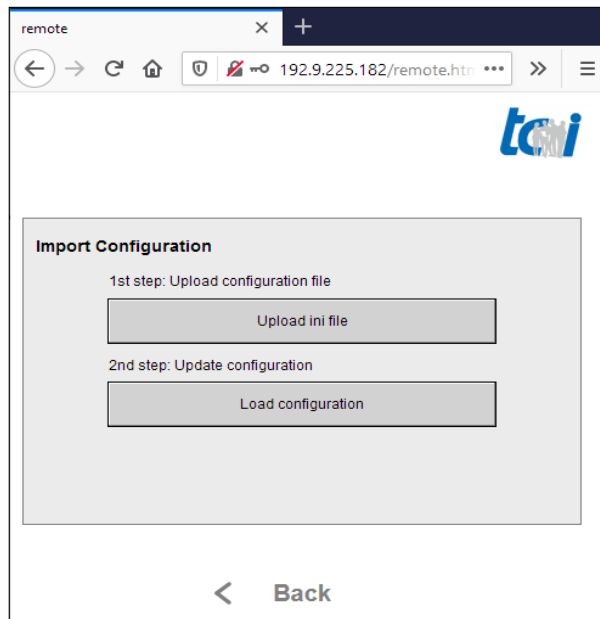 remote
192.9.225.182/remote.htm
tci
Import Configuration
1st step: Upload configuration file
Upload ini file
2nd step: Update configuration
Load configuration
Back